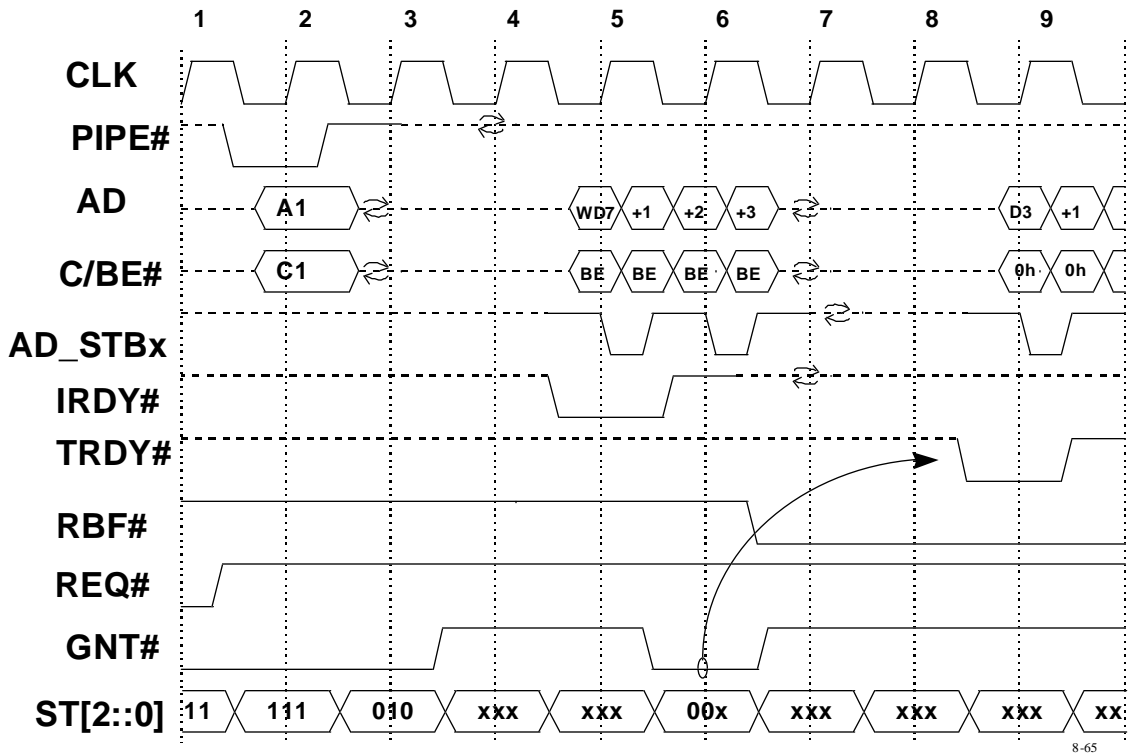 1 2 3 4 5 6 7 8 9
CLK
PIPE#
AD A1 WD7 +1 +2 +3 D3 +1
C/BE# C1 BE BE BE BE 0h 0h
AD_STBx
IRDY#
TRDY#
RBF#
REQ#
GNT#
ST[2::0] 11 111 010 xxx xxx 00x xxx xxx xxx xx
8-65